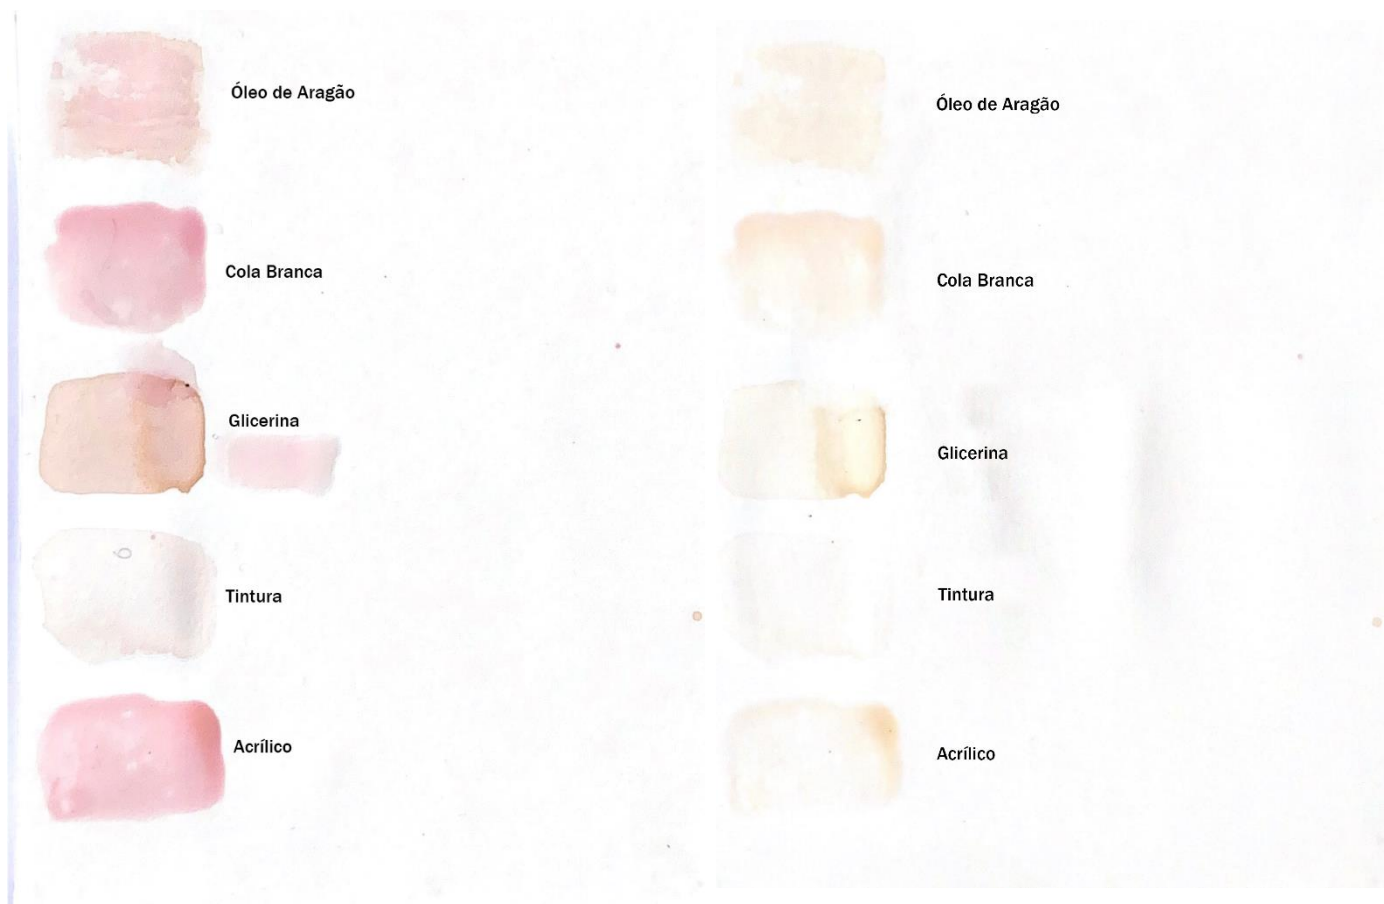 Óleo de Aragão
Cola Branca
Glicerina
Tintura
Acrílico
Óleo de Aragão
Cola Branca
Glicerina
Tintura
Acrílico